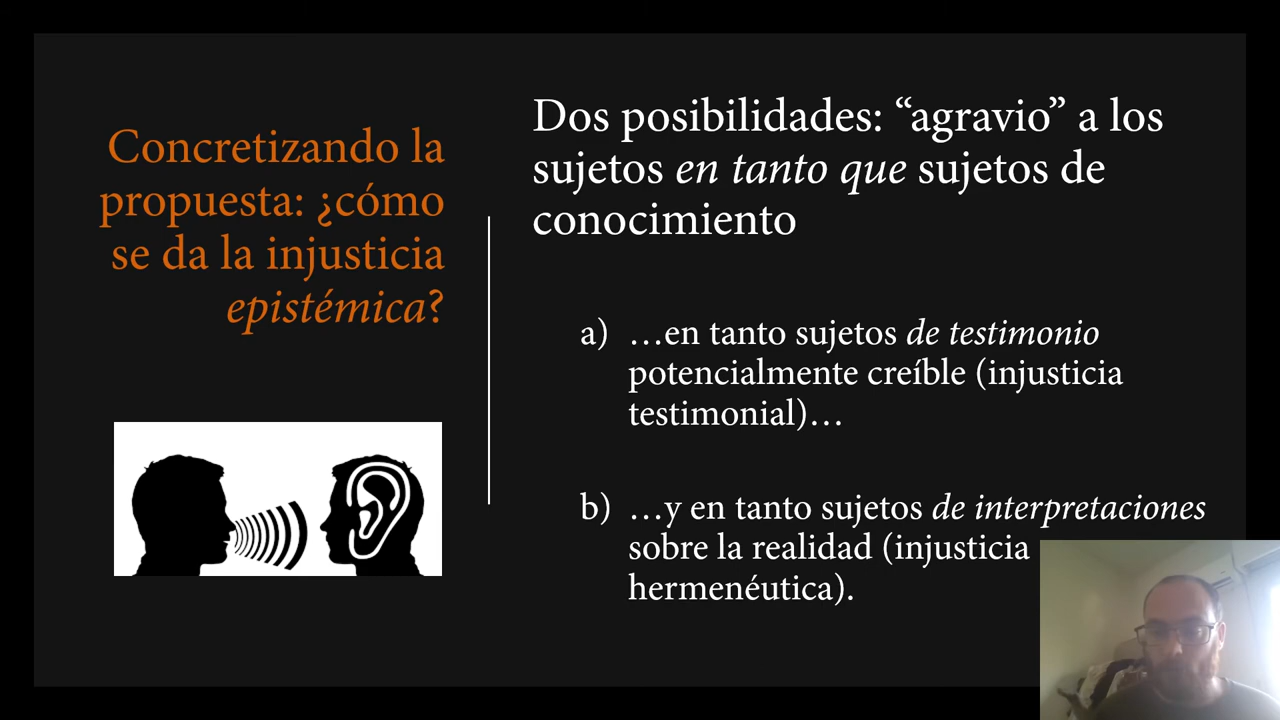 Concretizando la
propuesta: ¿cómo
se da la injusticia
epistémica?
Dos posibilidades: “agravio” a los
sujetos en tanto que sujetos de
conocimiento
a) …en tanto sujetos de testimonio
potencialmente creíble (injusticia
testimonial)…
b) …y en tanto sujetos de interpretaciones
sobre la realidad (injusticia
hermenéutica).